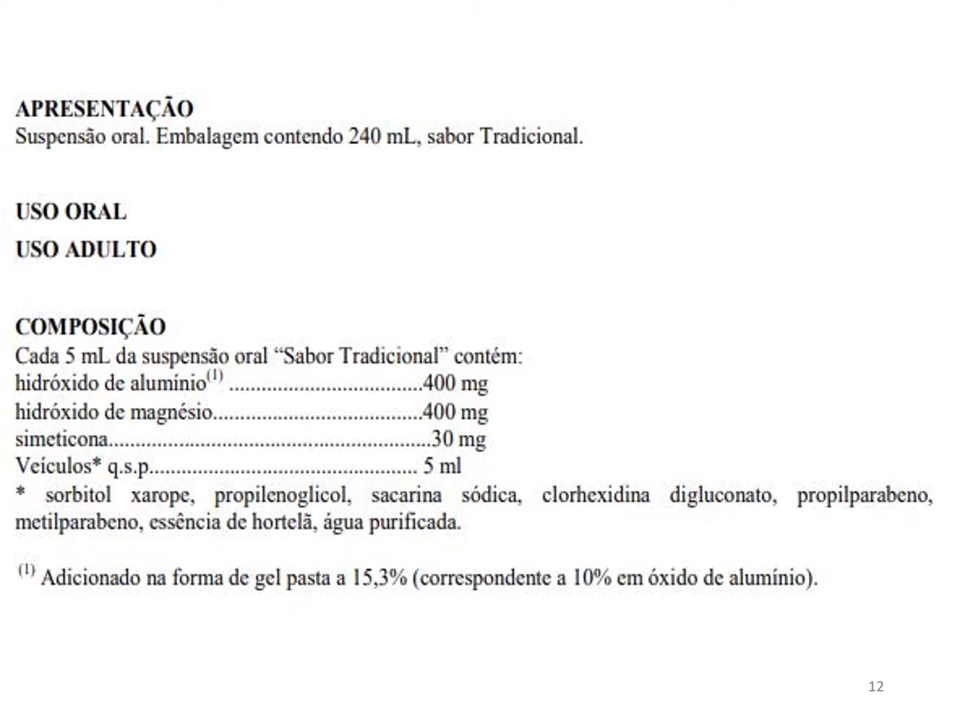 APRESENTAÇÃO
Suspensão oral. Embalagem contendo 240 mL, sabor Tradicional.
USO ORAL
USO ADULTO
COMPOSIÇÃO
Cada 5 mL da suspensão oral “Sabor Tradicional” contém:
hidróxido de alumínio(1) .....................................400 mg
hidróxido de magnésio........................................400 mg
simeticona.............................................................30 mg
Veículos* q.s.p................................................... 5 ml
* sorbitol xarope, propilenoglicol, sacarina sódica, clorhexidina digluconato, propilparabeno,
metilparabeno, essência de hortelã, água purificada.
(1) Adicionado na forma de gel pasta a 15,3% (correspondente a 10% em óxido de alumínio).
12